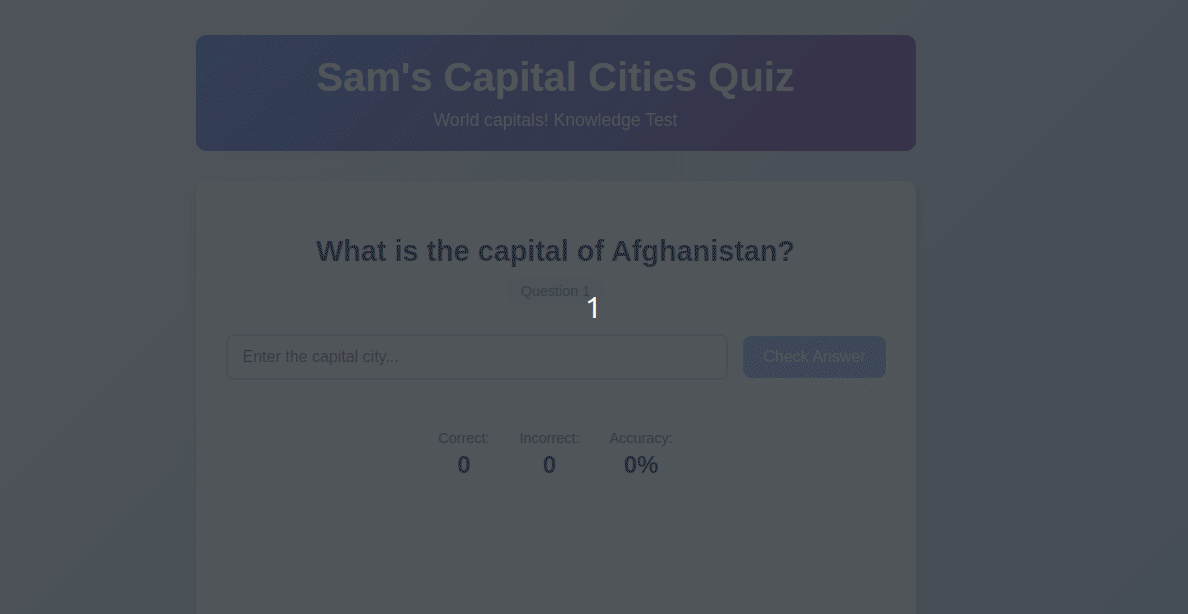 Sam's Capital Cities Quiz
World capitals! Knowledge Test
What is the capital of Afghanistan?
Question 1
1
Enter the capital city...
Check Answer
Correct: Incorrect: Accuracy:
0 0 0%